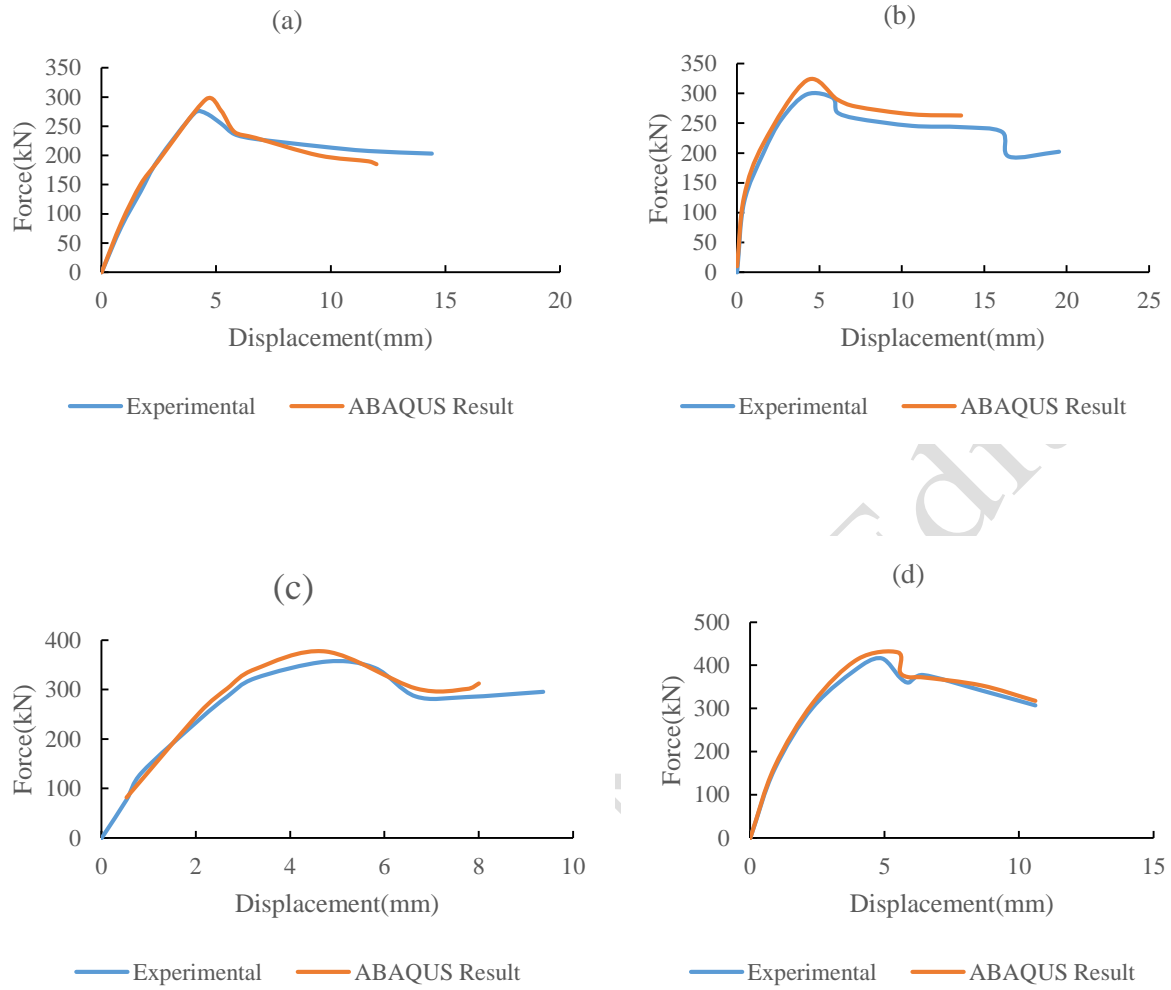 (a)
350
300
250
200
150
100
50
0
Force(kN)
0 5 10 15 20
Displacement(mm)
Experimental ABAQUS Result
(b)
350
300
250
200
150
100
50
0
Force(kN)
0 5 10 15 20 25
Displacement(mm)
Experimental ABAQUS Result
(c)
400
300
200
100
0
Force(kN)
0 2 4 6 8 10
Displacement(mm)
Experimental ABAQUS Result
(d)
500
400
300
200
100
0
Force(kN)
0 5 10 15
Displacement(mm)
Experimental ABAQUS Result